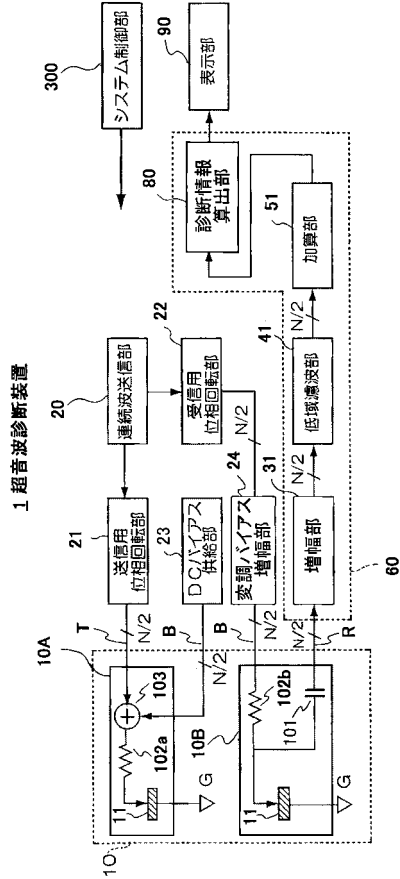 1 超音波診断装置
300
システム制御部
90
表示部
80
診断情報
算出部
51
加算部
N/2
41
低域濾波部
N/2
31
増幅部
60
20
連続波送信部
22
受信用
位相回転部
21
送信用
位相回転部
23
DCバイアス
供給部
24
変調バイアス
増幅部
N/2
T
N/2
B
N/2
B
N/2
R
N/2
10
10A
103
102a
11
G
10B
102b
101
11
G